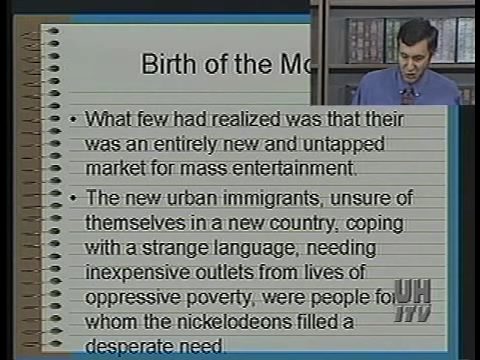 Birth of the Mo
• What few had realized was that their
was an entirely new and untapped
market for mass entertainment.
• The new urban immigrants, unsure of
themselves in a new country, coping
with a strange language, needing
inexpensive outlets from lives of
oppressive poverty, were people for
whom the nickelodeons filled a
desperate need.
UH
ITV